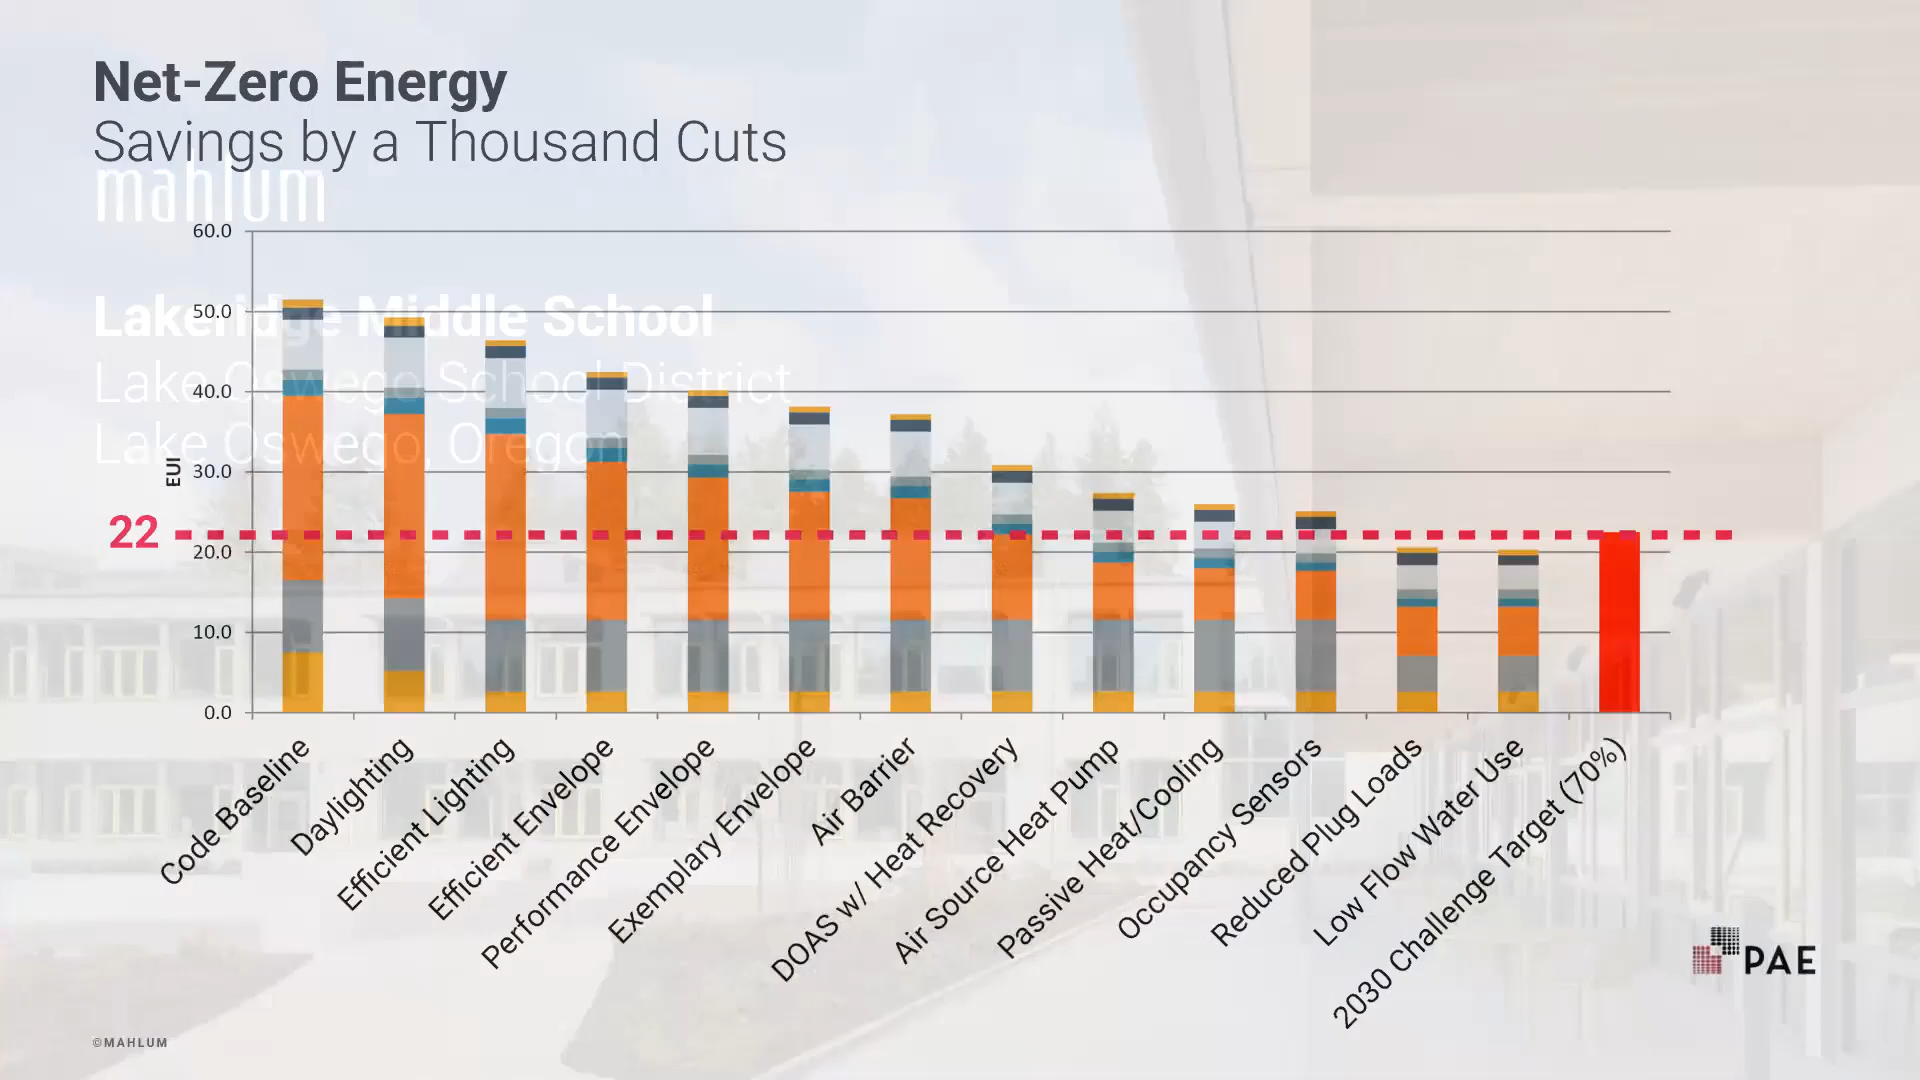 Net-Zero Energy
Savings by a Thousand Cuts
mahlum
Lakeridge Middle School
Lake Oswego School District
Lake Oswego, Oregon
60.0
50.0
40.0
30.0
20.0
10.0
0.0
EUI
22
Code Baseline
Daylighting
Efficient Lighting
Efficient Envelope
Performance Envelope
Exemplary Envelope
Air Barrier
DOAS w/ Heat Recovery
Air Source Heat Pump
Passive Heat/Cooling
Occupancy Sensors
Reduced Plug Loads
Low Flow Water Use
2030 Challenge Target (70%)
PAE
©MAHLUM